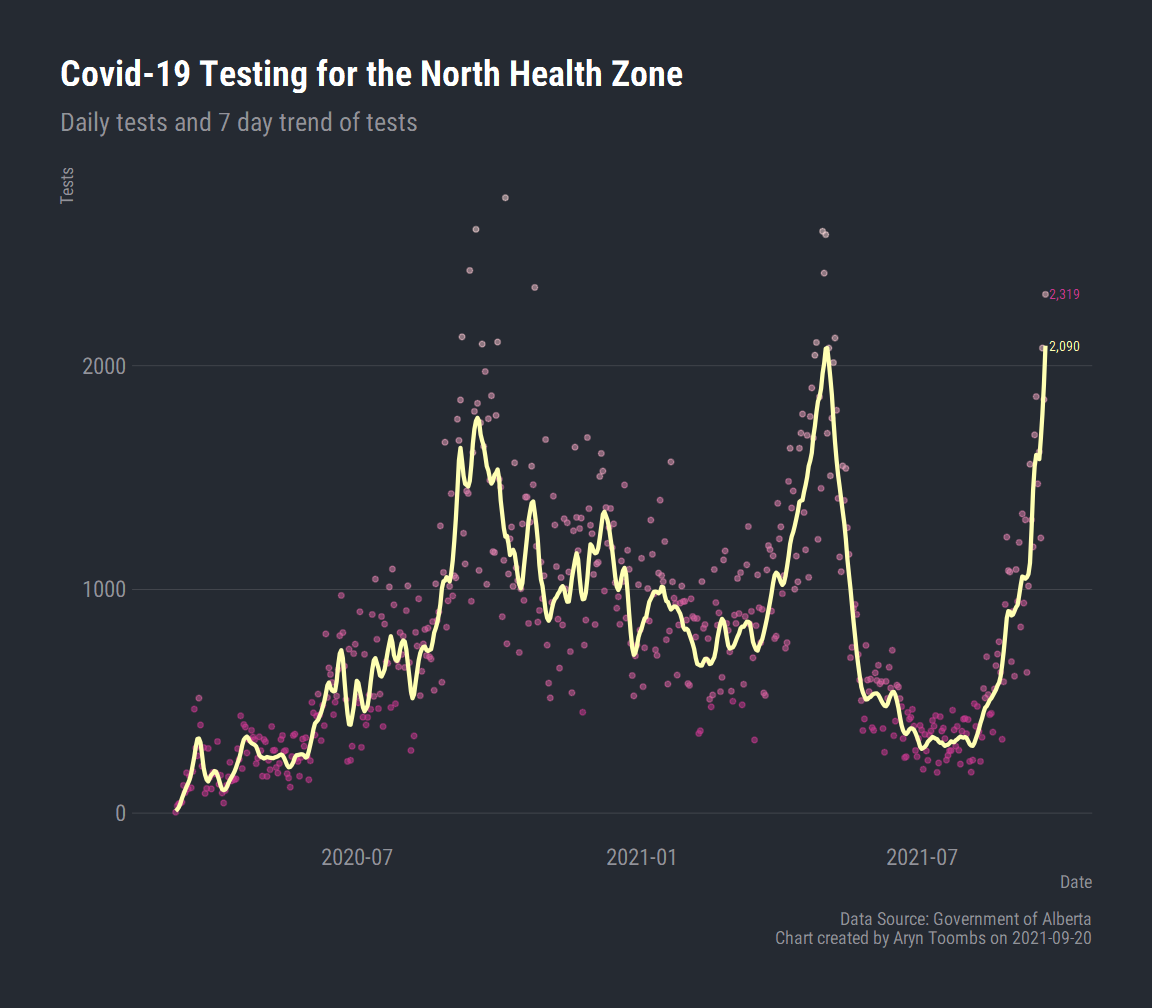 Covid-19 Testing for the North Health Zone
Daily tests and 7 day trend of tests
Tests
2,319
2,090
2000
1000
0
2020-07
2021-01
2021-07
Date
Data Source: Government of Alberta
Chart created by Aryn Toombs on 2021-09-20